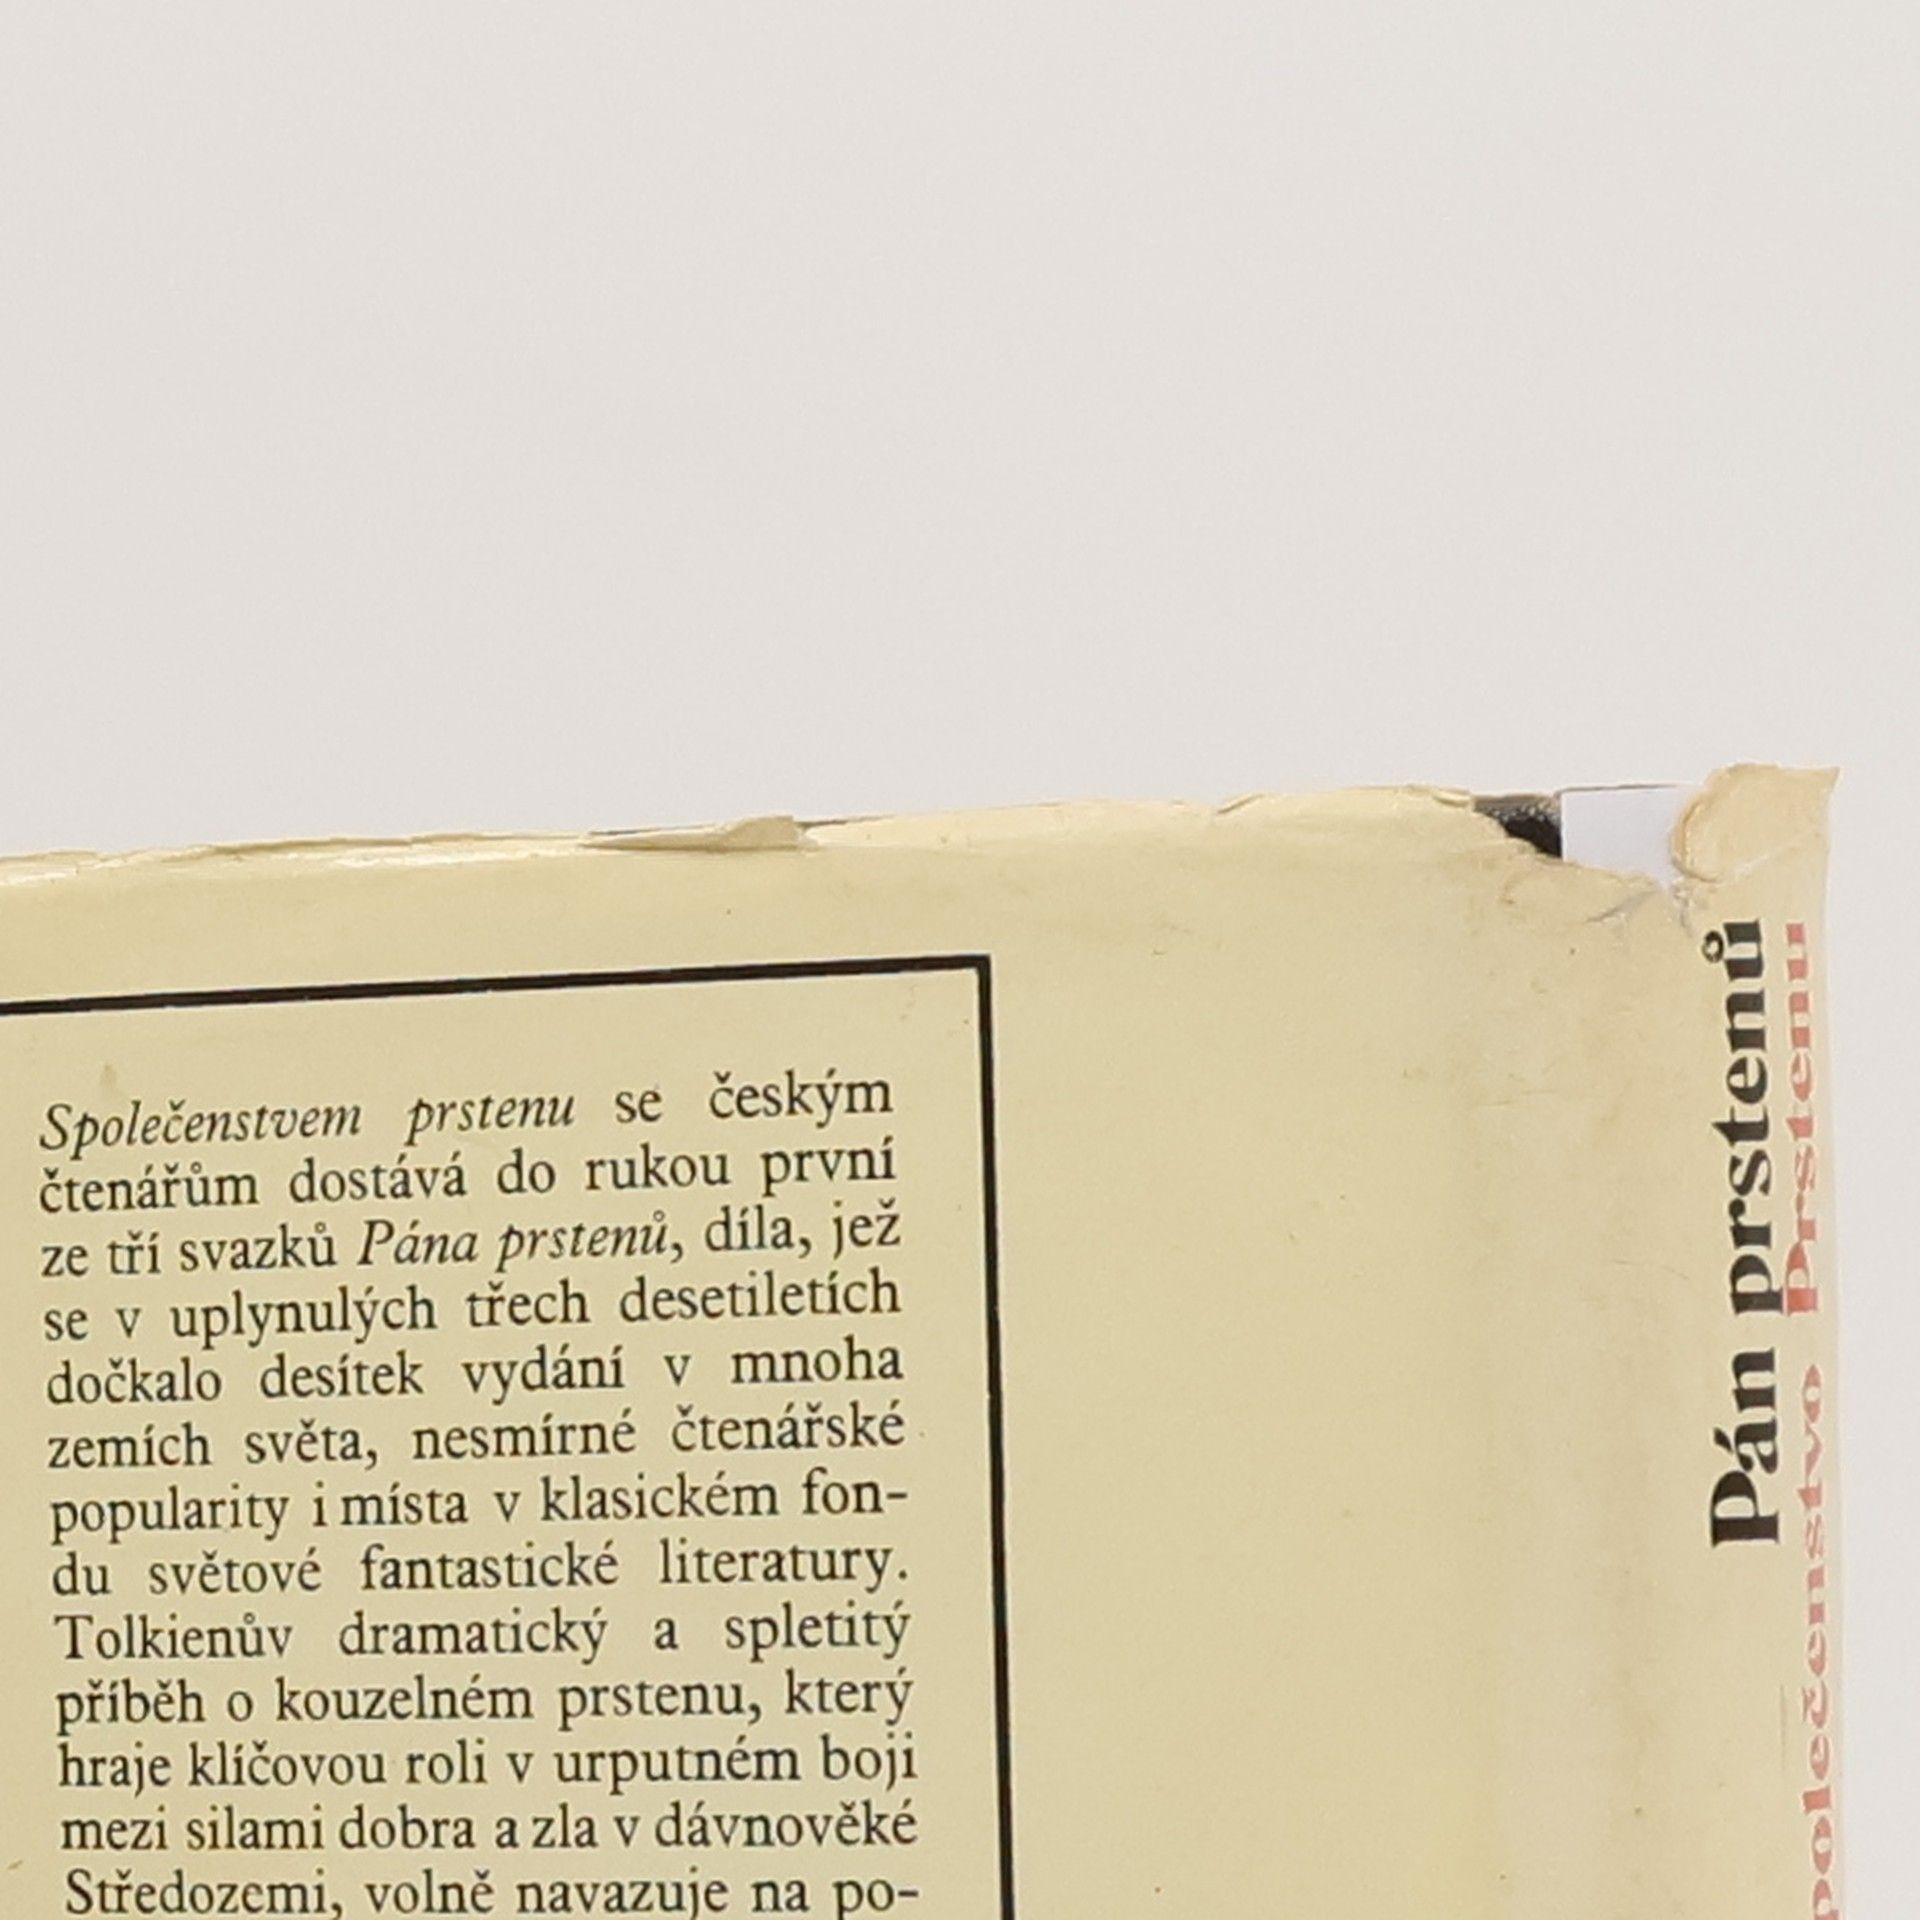 Společenstvem prstenu se českým
čtenářům dostává do rukou první
ze tří svazků Pána prstenů, díla, jež
se v uplynulých třech desetiletích
dočkalo desítek vydání v mnoha
zemích světa, nesmírné čtenářské
popularity i místa v klasickém fon-
du světové fantastické literatury.
Tolkienův dramatický a spletitý
příběh o kouzelném prstenu, který
hraje klíčovou roli v urputném boji
mezi silami dobra a zla v dávnověké
Středozemi, volně navazuje na po-
Pán prstenů
polečenstvo Prstenu